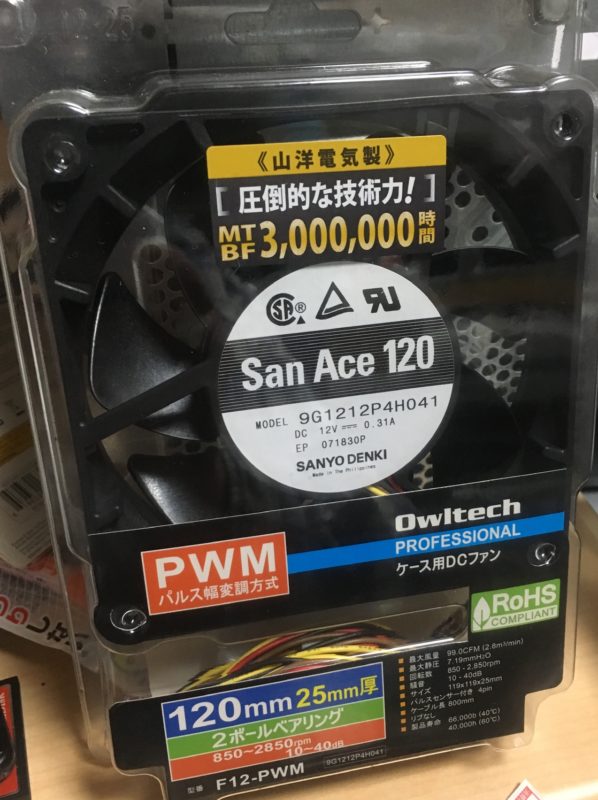 《山洋電気製》
[圧倒的な技術力!]
MTBF 3,000,000時間
SA®
San Ace 120
MODEL 9G1212P4H041
DC 12V 0.31A
EP 071830P
SANYO DENKI
Made in The Philippines
Owltech
PROFESSIONAL
ケース用DCファン
PWM
パルス幅変調方式
RoHS
COMPLIANT
120mm 25mm厚
2ボールベアリング
850~2850rpm
10~40dB
型番 F12-PWM
9G1212P4H041
■ 最大風量 99.0CFM (2.8m³/min)
■ 最大静圧 7.19mmH₂O
■ 回転数 850 - 2,850rpm
■ 騒音 10 - 40dB
■ サイズ 119x119x25mm
■ パルスセンサー付き 4pin
■ ケーブル長 800mm
■ リブなし
■ 製品寿命 66,000h (40℃)
40,000h (60℃)